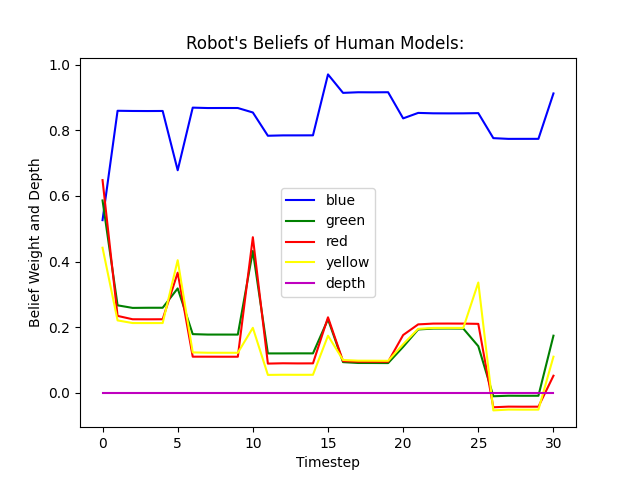 Robot's Beliefs of Human Models:
Belief Weight and Depth
1.0
0.8
0.6
0.4
0.2
0.0
blue
green
red
yellow
depth
0 5 10 15 20 25 30
Timestep